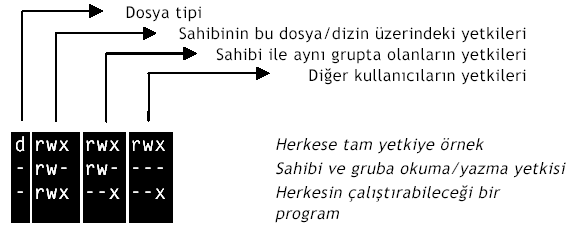 Dosya tipi
Sahibinin bu dosya/dizin üzerindeki yetkileri
Sahibi ile aynı grupta olanların yetkileri
Diğer kullanıcıların yetkileri
d rwx rwx rwx Herkese tam yetkiye örnek
- rw- rw- --- Sahibi ve gruba okuma/yazma yetkisi
- rwx --x --x Herkesin çalıştırabileceği bir
program